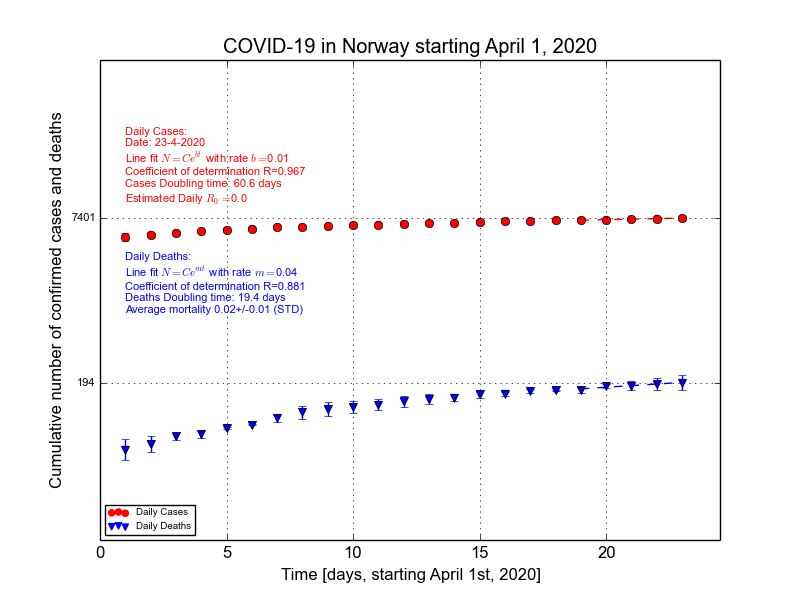 COVID-19 in Norway starting April 1, 2020
Cumulative number of confirmed cases and deaths
Daily Cases:
Date: 23-4-2020
Line fit N = Ce^{bt} with rate b =0.01
Coefficient of determination R=0.967
Cases Doubling time: 60.6 days
Estimated Daily R_0 =0.0
7401
Daily Deaths:
Line fit N = Ce^{mt} with rate m =0.04
Coefficient of determination R=0.881
Deaths Doubling time: 19.4 days
Average mortality 0.02+/-0.01 (STD)
194
Daily Cases
Daily Deaths
0 5 10 15 20
Time [days, starting April 1st, 2020]